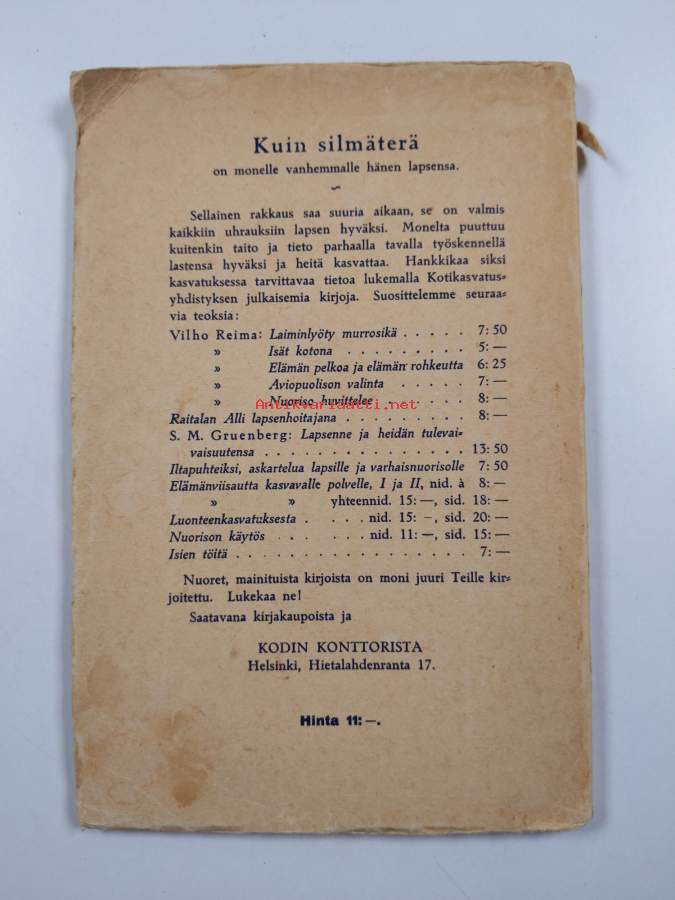 Kuin silmäterä
on monelle vanhemmalle hänen lapsensa.
Sellainen rakkaus saa suuria aikaan, se on valmis
kaikkiin uhrauksiin lapsen hyväksi. Monelta puuttuu
kuitenkin taito ja tieto parhaalla tavalla työskennellä
lastensa hyväksi ja heitä kasvattaa. Hankkikaa siksi
kasvatuksessa tarvittavaa tietoa lukemalla Kotikasvatus-
yhdistyksen julkaisemia kirjoja. Suosittelemme seuraa-
via teoksia:
Vilho Reima: Laiminlyöty murrosikä . . . . . 7: 50
» Isät kotona . . . . . . . . . 5: —
» Elämän pelkoa ja elämän rohkeutta 6: 25
» Aviopuolison valinta . . . . . 7: —
» Nuoriso huvittelee . . . . . . 8: —
Antikvariaatti.net
Raitalan Alli lapsenhoitajana . . . . . . . . . 8: —
S. M. Gruenberg: Lapsenne ja heidän tulevai-
vaisuutensa . . . . . . . . . . . . . . 13: 50
Iltapuhteiksi, askartelua lapsille ja varhaisnuorisolle 7: 50
Elämänviisautta kasvavalle polvelle, I ja II, nid. à 8: —
» » yhteennid. 15: —, sid. 18: —
Luonteenkasvatuksesta . . . . . nid. 15: —, sid. 20: —
Nuorison käytös . . . . . . nid. 11: —, sid. 15: —
Isien töitä . . . . . . . . . . . . . . . . 7: —
Nuoret, mainituista kirjoista on moni juuri Teille kir-
joitettu. Lukekaa ne!
Saatavana kirjakaupoista ja
KODIN KONTTORISTA
Helsinki, Hietalahdenranta 17.
Hinta 11: —.